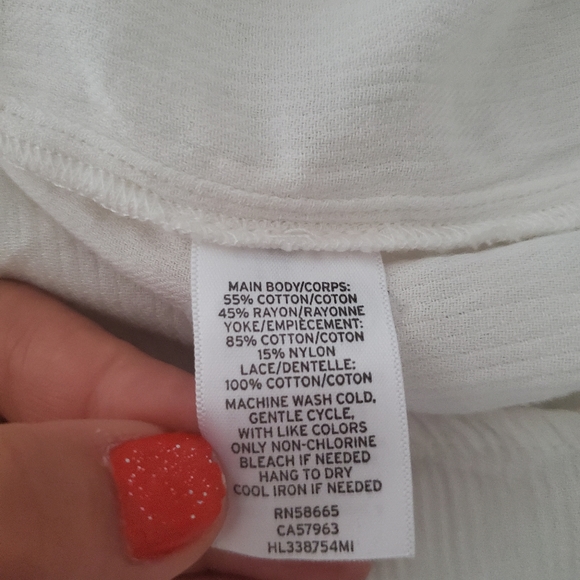 MAIN BODY/CORPS:
55% COTTON/COTON
45% RAYON/RAYONNE
YOKE/EMPIÈCEMENT:
85% COTTON/COTON
15% NYLON
LACE/DENTELLE:
100% COTTON/COTON
MACHINE WASH COLD,
GENTLE CYCLE,
WITH LIKE COLORS
ONLY NON-CHLORINE
BLEACH IF NEEDED
HANG TO DRY
COOL IRON IF NEEDED
RN58665
CA57963
HL338754MI